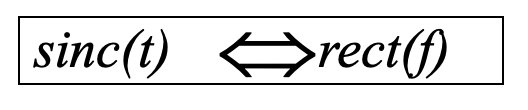 sinc(t) ⟺ rect(f)